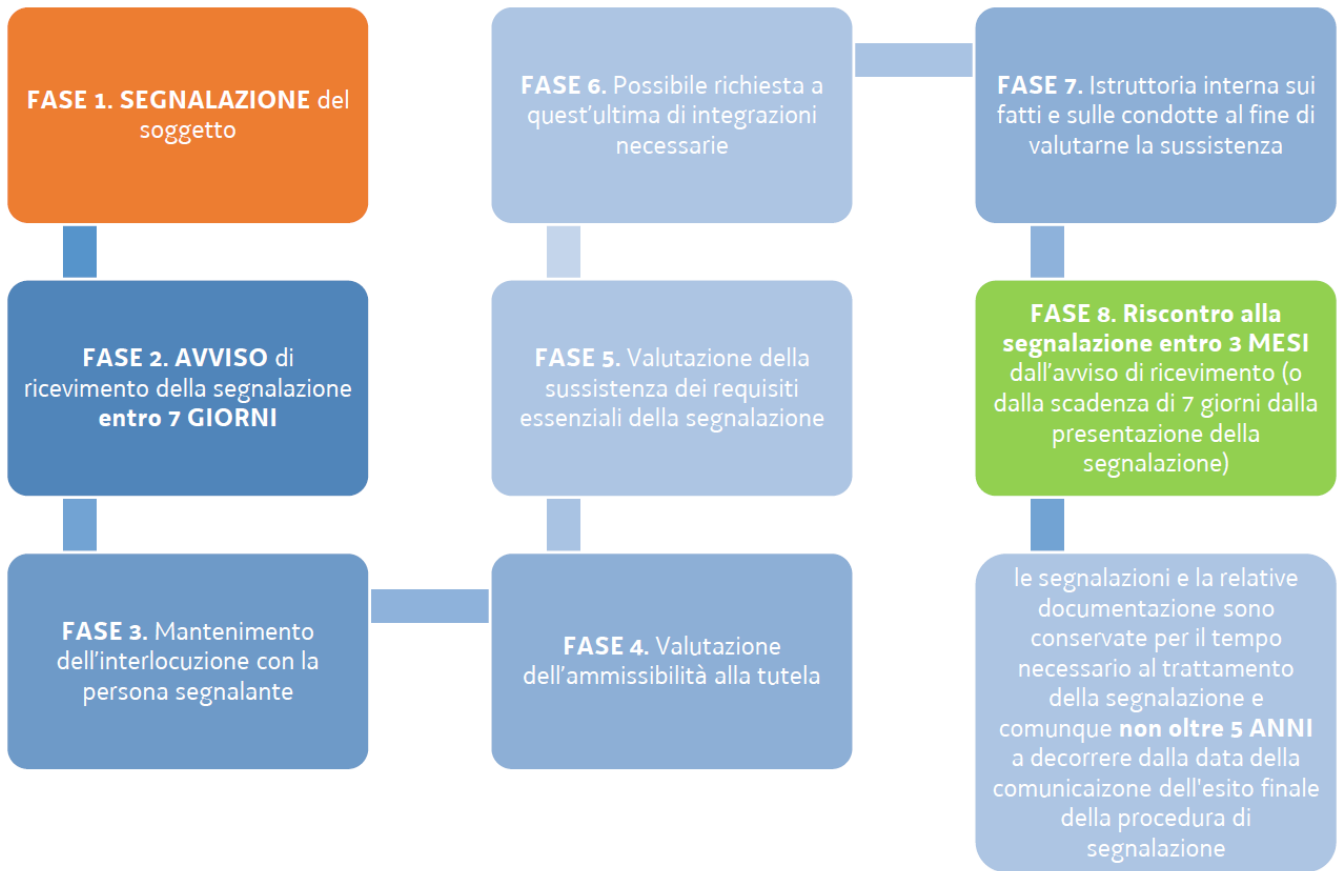 FASE 1. SEGNALAZIONE del
soggetto
FASE 2. AVVISO di
ricevimento della segnalazione
entro 7 GIORNI
FASE 3. Mantenimento
dell'interlocuzione con la
persona segnalante
FASE 4. Valutazione
dell'ammissibilità alla tutela
FASE 5. Valutazione della
sussistenza dei requisiti
essenziali della segnalazione
FASE 6. Possibile richiesta a
quest'ultima di integrazioni
necessarie
FASE 7. Istruttoria interna sui
fatti e sulle condotte al fine di
valutarne la sussistenza
FASE 8. Riscontro alla
segnalazione entro 3 MESI
dall'avviso di ricevimento (o
dalla scadenza di 7 giorni dalla
presentazione della
segnalazione)
le segnalazioni e la relative
documentazione sono
conservate per il tempo
necessario al trattamento
della segnalazione e
comunque non oltre 5 ANNI
a decorrere dalla data della
comunicaizone dell'esito finale
della procedura di
segnalazione